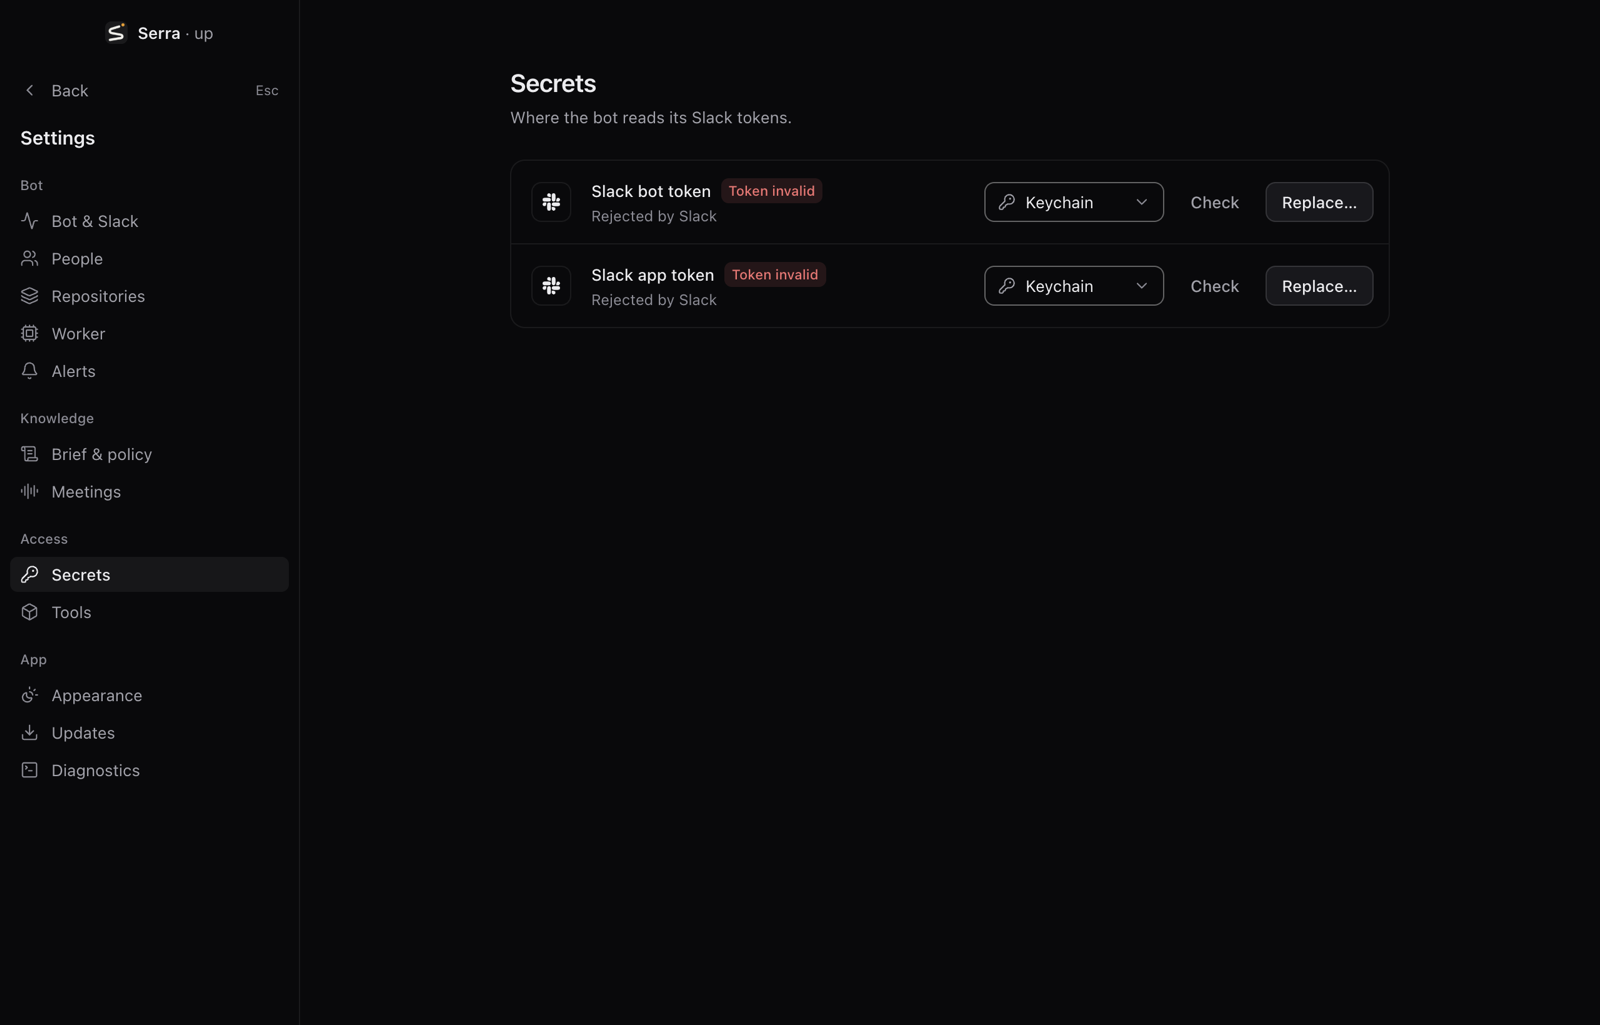 Serra · up
Back Esc
Settings
Bot
Bot & Slack
People
Repositories
Worker
Alerts
Knowledge
Brief & policy
Meetings
Access
Secrets
Tools
App
Appearance
Updates
Diagnostics
Secrets
Where the bot reads its Slack tokens.
Slack bot token Token invalid
Rejected by Slack
Keychain Check Replace...
Slack app token Token invalid
Rejected by Slack
Keychain Check Replace...